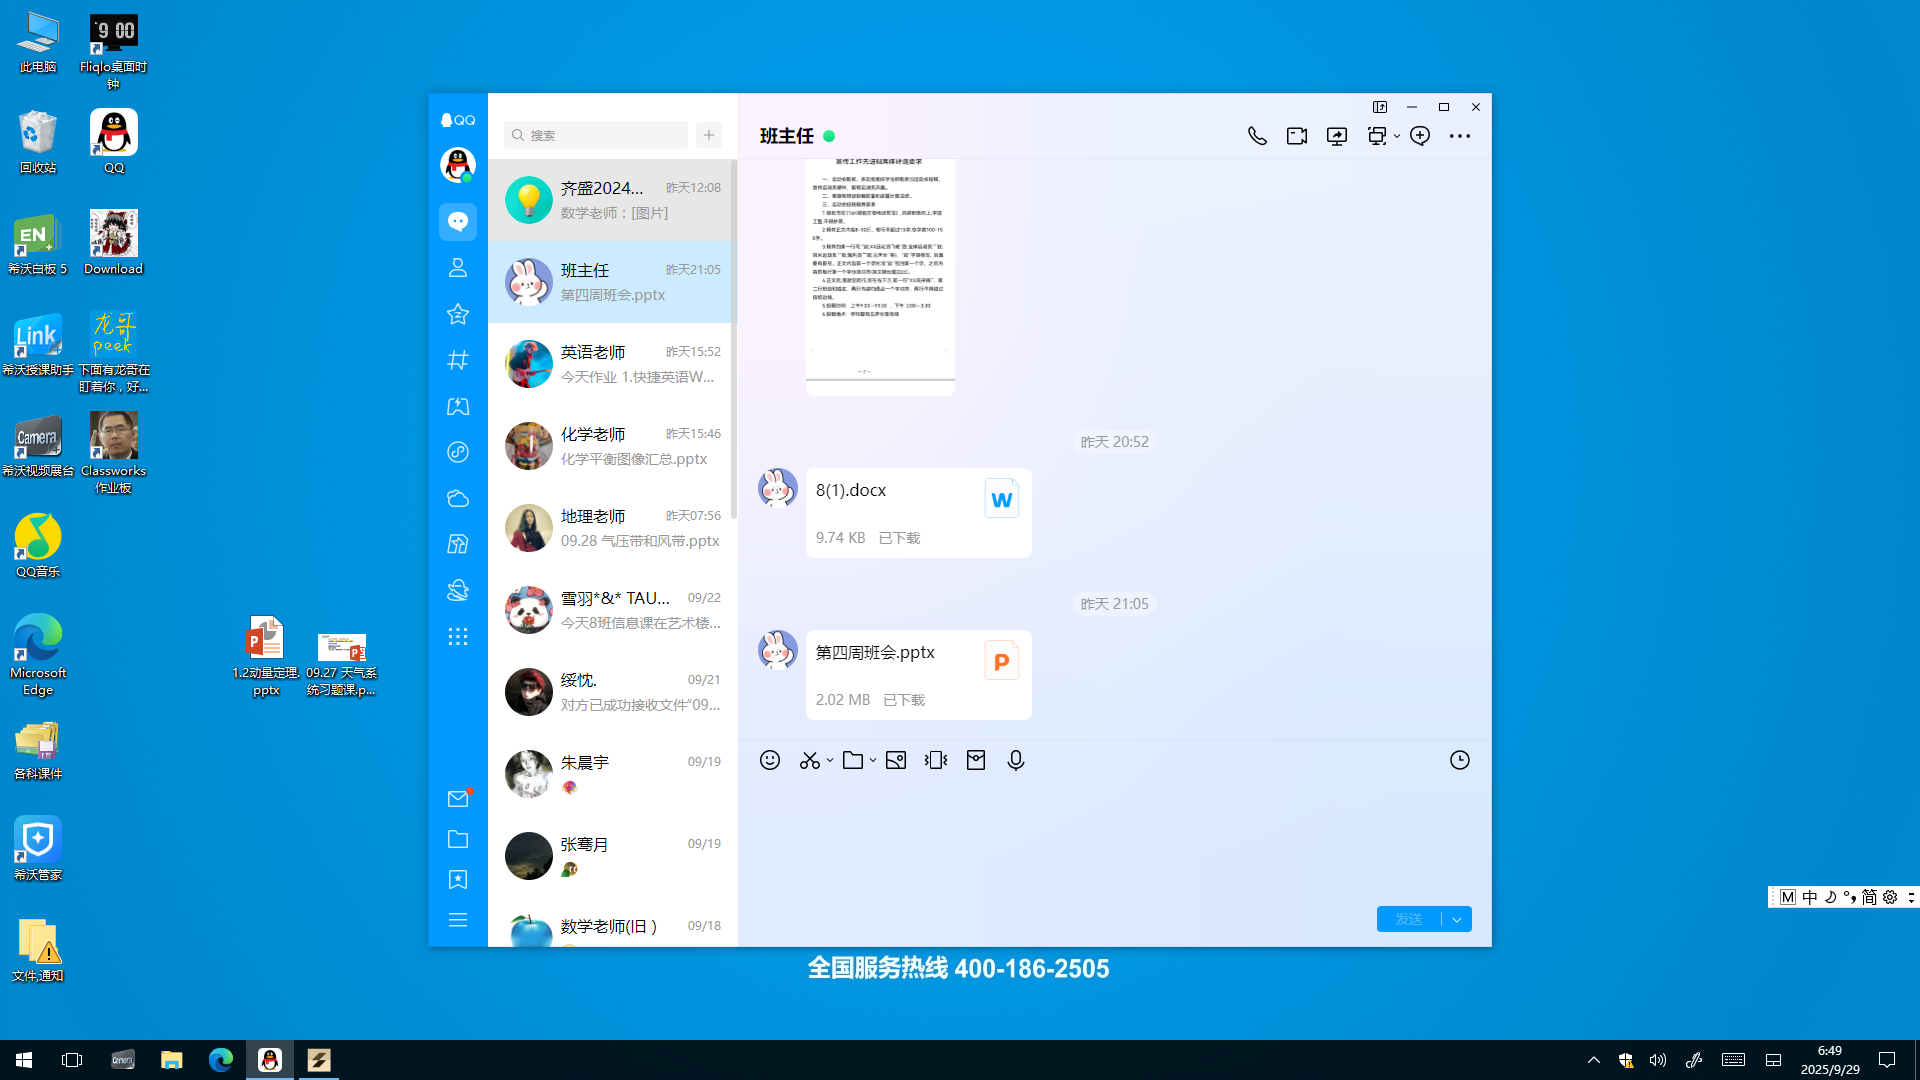 此电脑
9 00
Fliqlo桌面时
钟
回收站
QQ
EN
希沃白板 5
Download
Link
希沃授课助手
龙哥
peek
下面有龙哥在
盯着你，好...
Camera
希沃视频展台
Classworks
作业板
QQ音乐
Microsoft
Edge
各科课件
希沃管家
文件,通知
1.2动量定理.
pptx
09.27 天气系
统习题课.p...
QQ
搜索
齐盛2024...
昨天12:08
数学老师：[图片]
班主任
昨天21:05
第四周班会.pptx
英语老师
昨天15:52
今天作业 1.快捷英语W...
化学老师
昨天15:46
化学平衡图像汇总.pptx
地理老师
昨天07:56
09.28 气压带和风带.pptx
雪羽*&* TAU...
09/22
今天8班信息课在艺术楼...
绥忱.
09/21
对方已成功接收文件“09...
朱晨宇
09/19
张骞月
09/19
数学老师(旧 )
09/18
班主任
昨天 20:52
8(1).docx
W
9.74 KB 已下载
昨天 21:05
第四周班会.pptx
P
2.02 MB 已下载
发送
全国服务热线 400-186-2505
M 中 简
Camera
6:49
2025/9/29